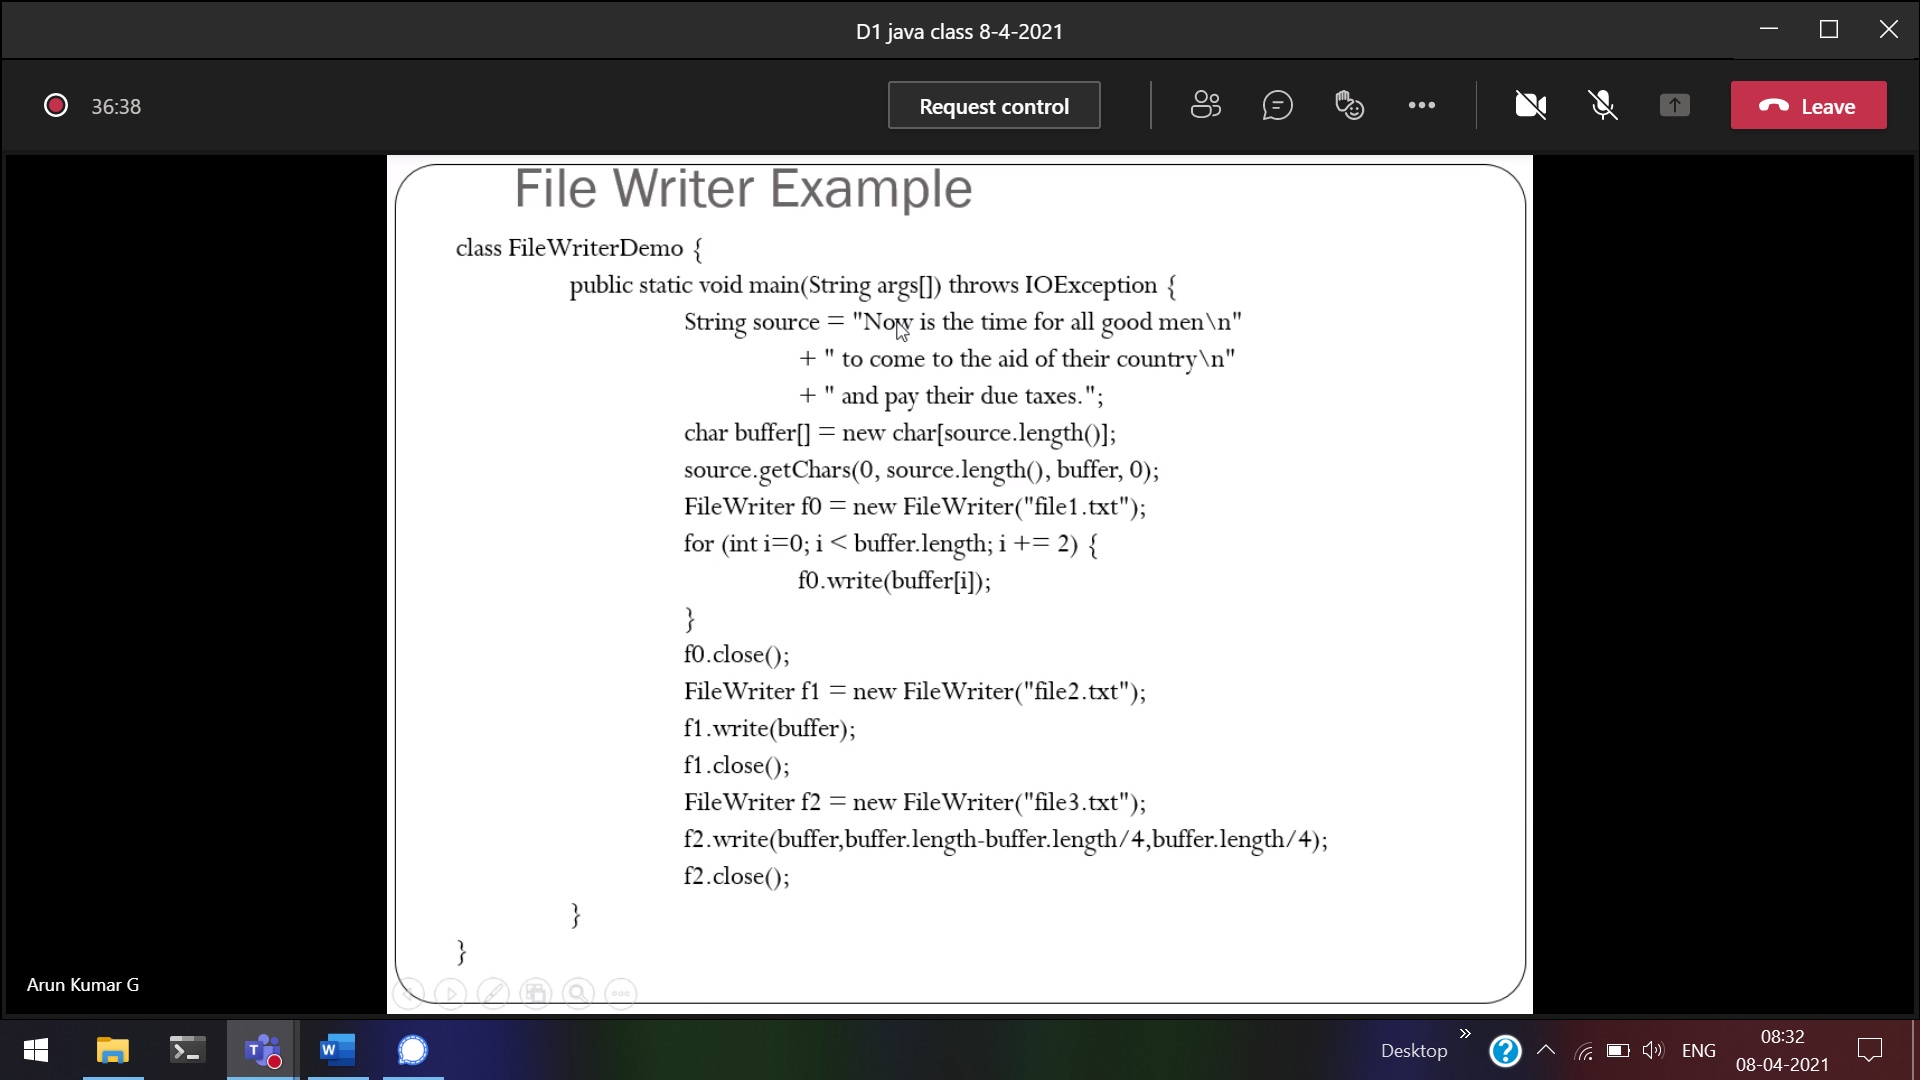 D1 java class 8-4-2021
36:38
Request control
Leave
File Writer Example
class FileWriterDemo {
public static void main(String args[]) throws IOException {
String source = "Now is the time for all good men\n"
+ " to come to the aid of their country\n"
+ " and pay their due taxes.";
char buffer[] = new char[source.length()];
source.getChars(0, source.length(), buffer, 0);
FileWriter f0 = new FileWriter("file1.txt");
for (int i=0; i < buffer.length; i += 2) {
f0.write(buffer[i]);
}
f0.close();
FileWriter f1 = new FileWriter("file2.txt");
f1.write(buffer);
f1.close();
FileWriter f2 = new FileWriter("file3.txt");
f2.write(buffer,buffer.length-buffer.length/4,buffer.length/4);
f2.close();
}
}
Arun Kumar G
Desktop
ENG
08:32
08-04-2021